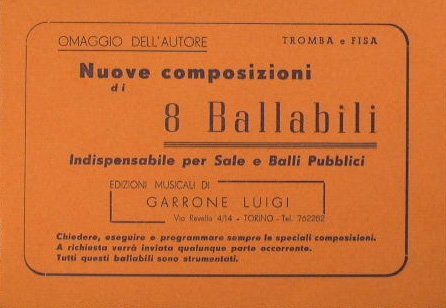 OMAGGIO DELL'AUTORE
TROMBA e FISA
Nuove composizioni
di
8 Ballabili
Indispensabile per Sale e Balli Pubblici
EDIZIONI MUSICALI DI
GARRONE LUIGI
Via Revello 4/14 - TORINO - Tel. 762262
Chiedere, eseguire e programmare sempre le speciali composizioni.
A richiesta verrà inviata qualunque parte occorrente.
Tutti questi ballabili sono strumentati.